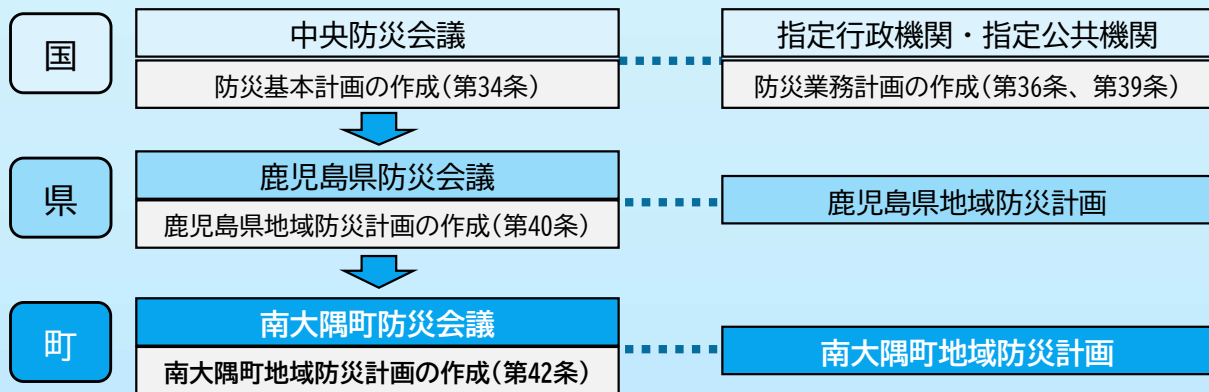 国
中央防災会議
防災基本計画の作成(第34条)
指定行政機関・指定公共機関
防災業務計画の作成(第36条、第39条)
県
鹿児島県防災会議
鹿児島県地域防災計画の作成(第40条)
鹿児島県地域防災計画
町
南大隅町防災会議
南大隅町地域防災計画の作成(第42条)
南大隅町地域防災計画